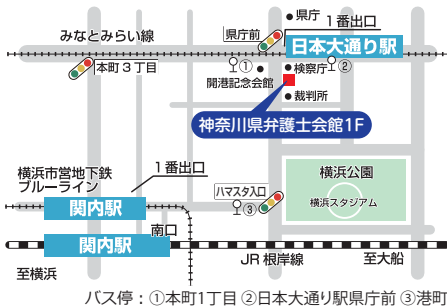 県庁
県庁前
1番出口
みなとみらい線
日本大通り駅
本町3丁目
①
検察庁
②
開港記念会館
裁判所
神奈川県弁護士会館1F
横浜市営地下鉄
ブルーライン
1番出口
横浜公園
ハマスタ入口
横浜スタジアム
関内駅
③
南口
関内駅
JR 根岸線
至横浜
至大船
バス停：①本町1丁目 ②日本大通り駅県庁前 ③港町